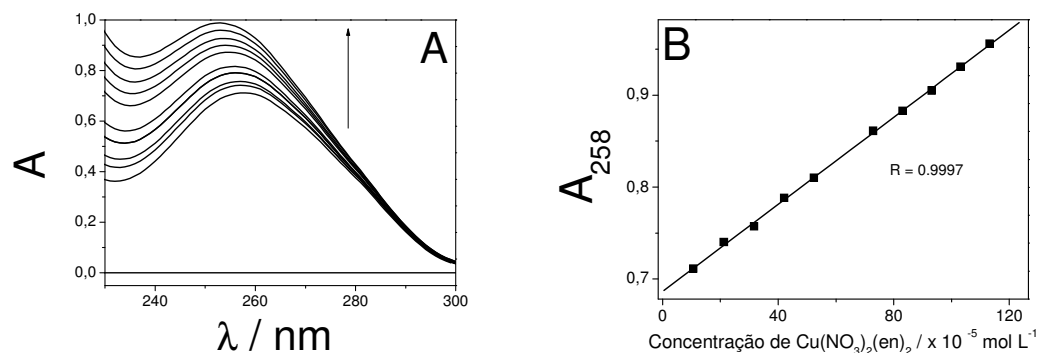 A
1,0
0,8
0,6
0,4
0,2
0,0
A
240 260 280 300
λ / nm
B
0,9
0,8
0,7
A258
R = 0.9997
0 40 80 120
Concentração de Cu(NO3)2(en)2 / x 10 -5 mol L-1